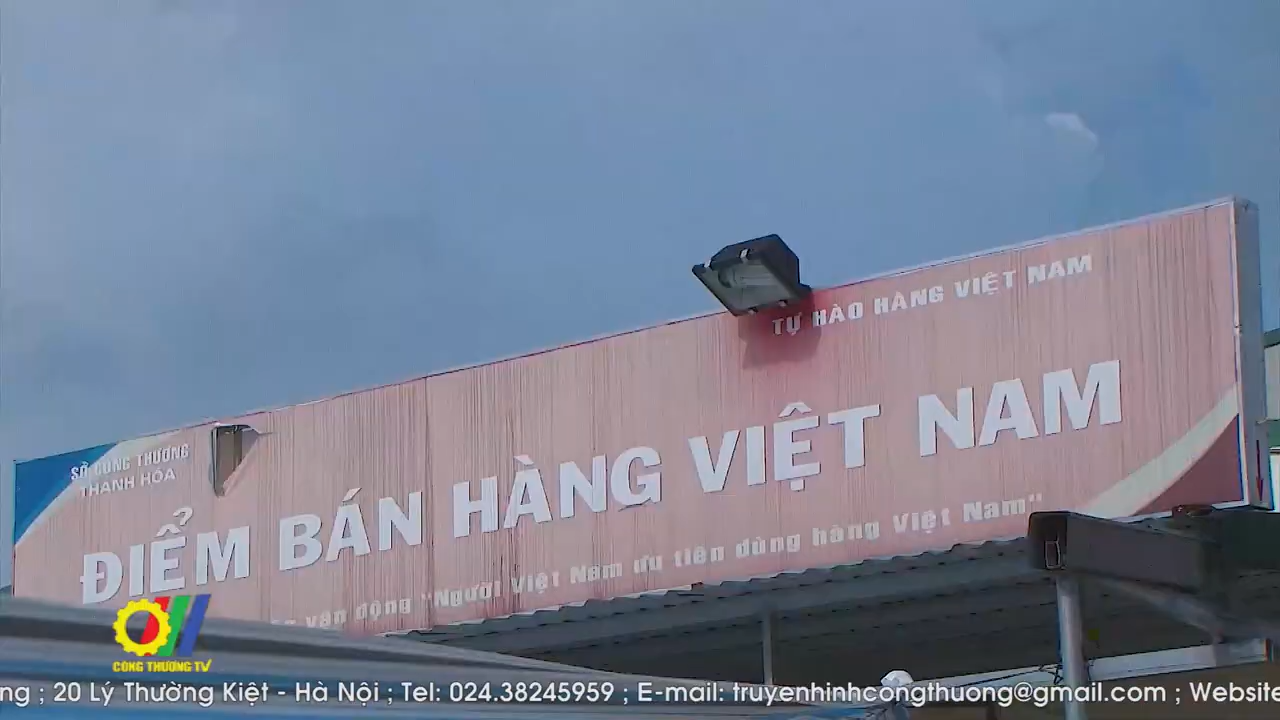 TỰ HÀO HÀNG VIỆT NAM
SỞ CÔNG THƯƠNG
THANH HÓA
ĐIỂM BÁN HÀNG VIỆT NAM
vận động "Người Việt Nam ưu tiên dùng hàng Việt Nam"
CÔNG THƯƠNG TV
ng ; 20 Lý Thường Kiệt - Hà Nội ; Tel: 024.38245959 ; E-mail: truyenhinhcongthuong@gmail.com ; Website